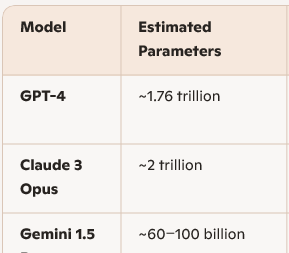 Model
Estimated
Parameters
GPT-4
~1.76 trillion
Claude 3
Opus
~2 trillion
Gemini 1.5
~60–100 billion